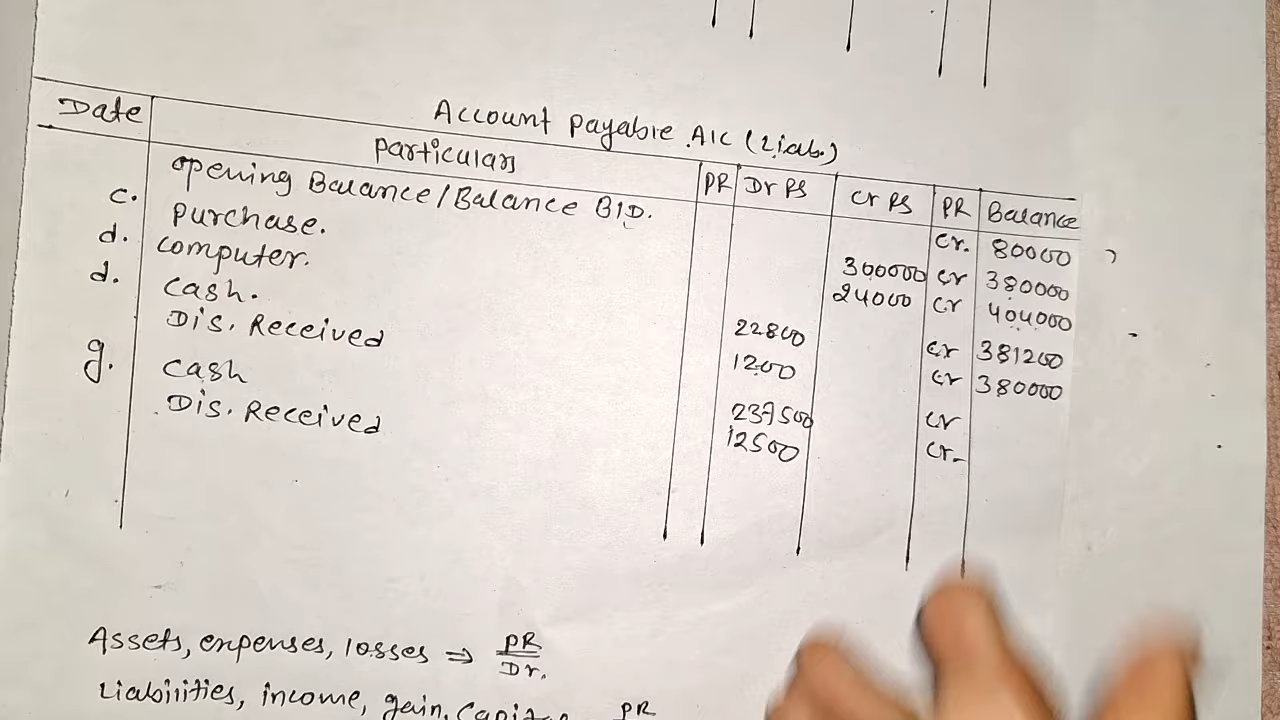 Account Payable A/C (Liab.)
Date Particulars PR Dr Rs Cr Rs PR Balance
Opening Balance/Balance B/D. cr. 80000
c. Purchase. 300000 cr 380000
d. Computer. 24000 cr 404000
d. Cash. 22800 cr 381200
Dis. Received 1200 cr 380000
g. Cash 237500 cr
Dis. Received 12500 cr.
Assets, expenses, losses ⇒ PR/Dr.
Liabilities, income, gain, PR